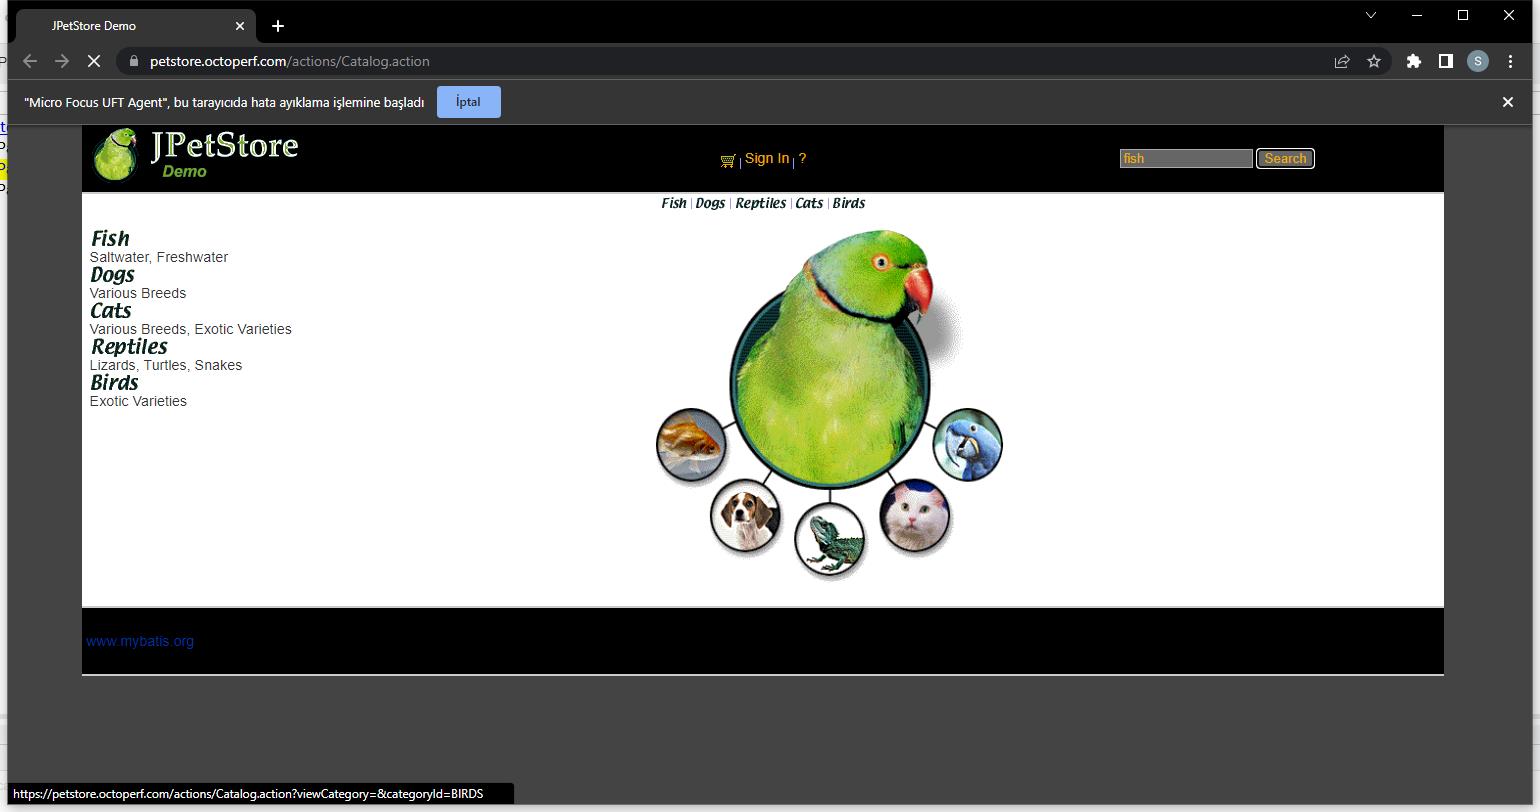 JPetStore Demo
petstore.octoperf.com/actions/Catalog.action
S
"Micro Focus UFT Agent", bu tarayıcıda hata ayıklama işlemine başladı
İptal
JPetStore
Demo
Sign In
?
fish
Search
Fish | Dogs | Reptiles | Cats | Birds
Fish
Saltwater, Freshwater
Dogs
Various Breeds
Cats
Various Breeds, Exotic Varieties
Reptiles
Lizards, Turtles, Snakes
Birds
Exotic Varieties
www.mybatis.org
https://petstore.octoperf.com/actions/Catalog.action?viewCategory=&categoryId=BIRDS